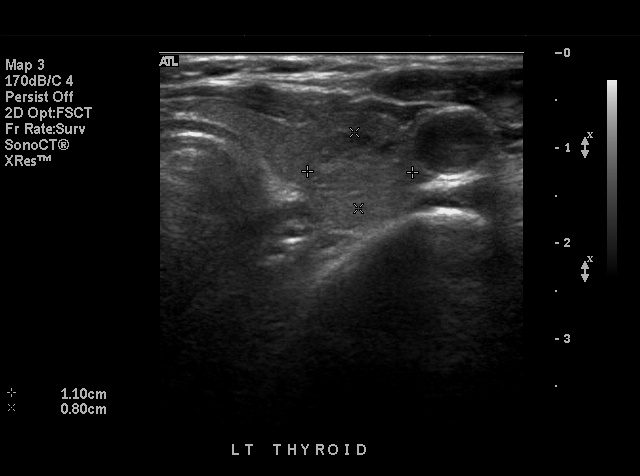 ATL
Map 3
170dB/C 4
Persist Off
2D Opt:FSCT
Fr Rate:Surv
SonoCT®
XRes™
0
1
2
3
x
x
1.10cm
0.80cm
LT THYROID